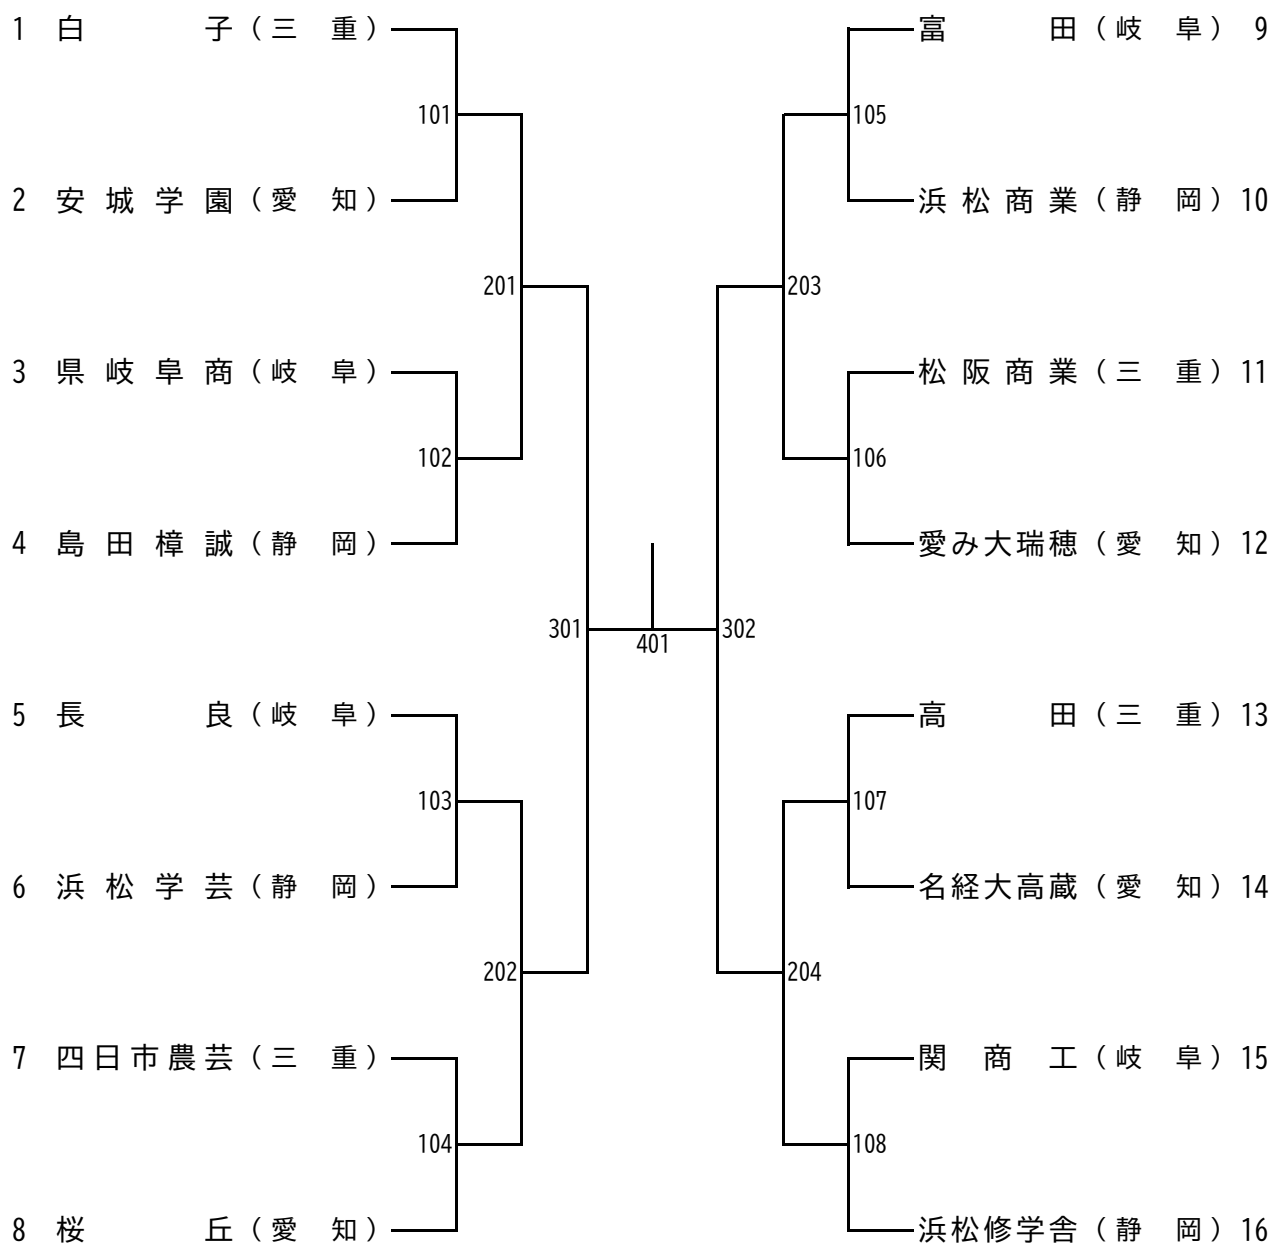 1 白子(三重)
101
2 安城学園(愛知)
201
3 県岐阜商(岐阜)
102
4 島田樟誠(静岡)
301
5 長良(岐阜)
103
6 浜松学芸(静岡)
202
7 四日市農芸(三重)
104
8 桜丘(愛知)
401
富田(岐阜) 9
105
浜松商業(静岡) 10
203
松阪商業(三重) 11
106
愛み大瑞穂(愛知) 12
302
高田(三重) 13
107
名経大高蔵(愛知) 14
204
関商工(岐阜) 15
108
浜松修学舎(静岡) 16